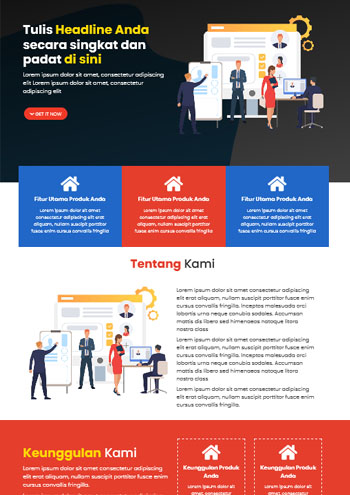 Tulis Headline Anda
secara singkat dan
padat di sini
Lorem ipsum dolor sit amet, consectetur adipiscing
elit Lorem ipsum dolor sit amet, consectetur
adipiscing elit
GET IT NOW
Fitur Utama Produk Anda
Lorem ipsum dolor sit amet
consectetur nullam suscipit porttitor
fusce enim cursus convallis fringilla
Fitur Utama Produk Anda
Lorem ipsum dolor sit amet
consectetur nullam suscipit porttitor
fusce enim cursus convallis fringilla
Fitur Utama Produk Anda
Lorem ipsum dolor sit amet
consectetur nullam suscipit porttitor
fusce enim cursus convallis fringilla
Tentang Kami
Lorem ipsum dolor sit amet, consectetur adipiscing
elit erat aliquam, nullam suscipit porttitor fusce enim
cursus convallis fringilla. Inceptos malesuada orci
lobortis urna neque conubia sodales. Accumsan
mattis dis libero sed himenaeos natoque litora
nostra class
Lorem ipsum dolor sit amet, consectetur adipiscing
elit erat aliquam, nullam suscipit porttitor fusce enim
cursus convallis fringilla. Inceptos malesuada orci
lobortis urna neque conubia sodales. Accumsan
mattis dis libero sed himenaeos natoque litora
nostra class
Lorem ipsum dolor sit amet, consectetur adipiscing
elit erat aliquam, nullam suscipit porttitor fusce enim
cursus convallis fringilla.
Keunggulan Kami
Lorem ipsum dolor sit amet, consectetur adipiscing
elit erat aliquam, nullam suscipit porttitor fusce enim
cursus convallis fringilla.
Lorem ipsum dolor sit amet, consectetur adipiscing
Keunggulan Produk
Anda
Lorem ipsum dolor sit
amet, consectetur
Keunggulan Produk
Anda
Lorem ipsum dolor sit
amet, consectetur